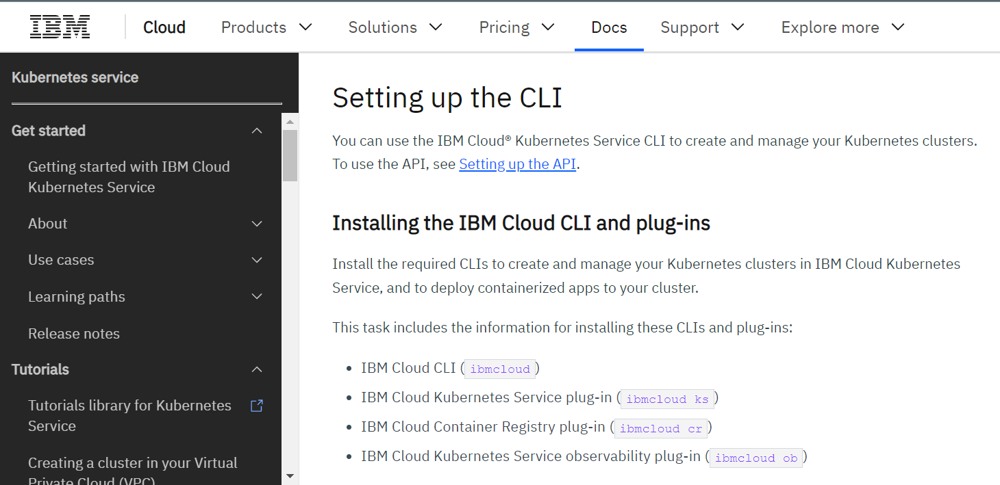 IBM Cloud Products Solutions Pricing Docs Support Explore more
Kubernetes service
Get started
Getting started with IBM Cloud
Kubernetes Service
About
Use cases
Learning paths
Release notes
Tutorials
Tutorials library for Kubernetes
Service
Creating a cluster in your Virtual
Private Cloud (VPC)
Setting up the CLI
You can use the IBM Cloud® Kubernetes Service CLI to create and manage your Kubernetes clusters.
To use the API, see Setting up the API.
Installing the IBM Cloud CLI and plug-ins
Install the required CLIs to create and manage your Kubernetes clusters in IBM Cloud Kubernetes
Service, and to deploy containerized apps to your cluster.
This task includes the information for installing these CLIs and plug-ins:
• IBM Cloud CLI (ibmcloud)
• IBM Cloud Kubernetes Service plug-in (ibmcloud ks)
• IBM Cloud Container Registry plug-in (ibmcloud cr)
• IBM Cloud Kubernetes Service observability plug-in (ibmcloud ob)